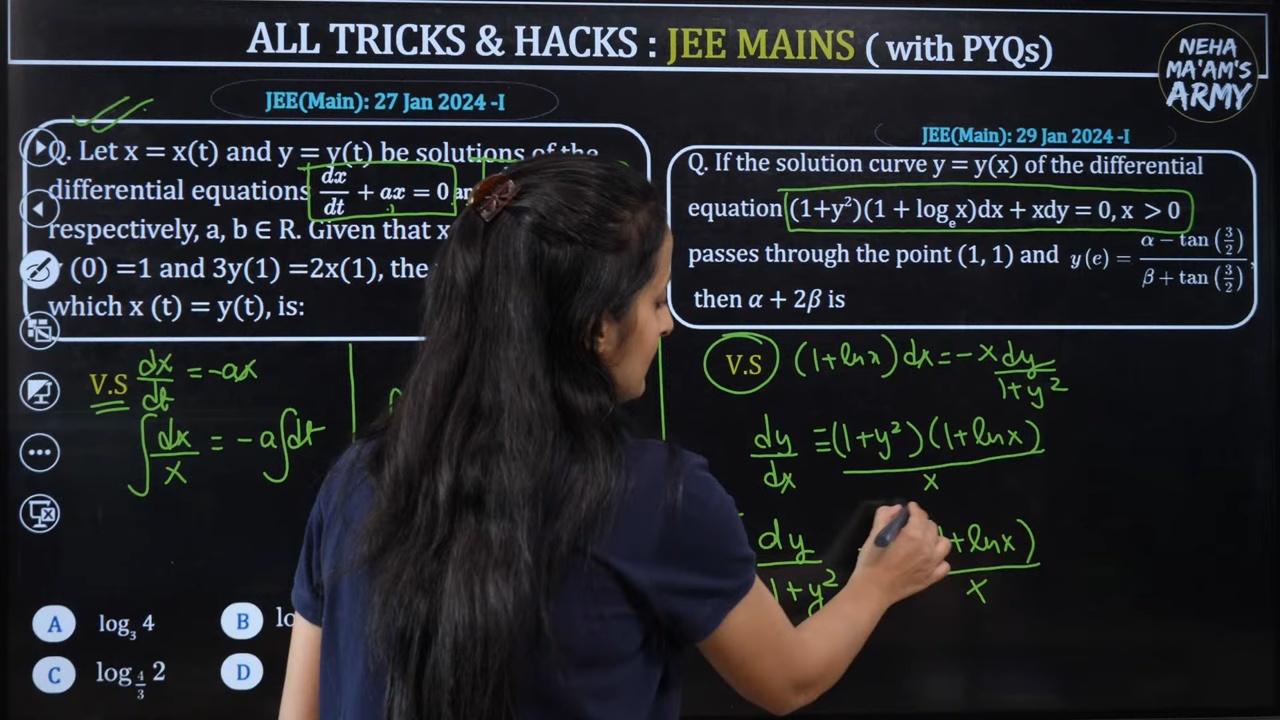 ALL TRICKS & HACKS : JEE MAINS ( with PYQs)
NEHA
MA'AM'S
ARMY
JEE(Main): 27 Jan 2024 -I
Q. Let x = x(t) and y = y(t) be solutions of the
differential equations dx/dt + ax = 0 an
respectively, a, b ∈ R. Given that x
(0) =1 and 3y(1) =2x(1), the
which x (t) = y(t), is:
V.S dx/dt = -ax
∫ dx/x = -a∫dt
A log₃ 4
B lo
C log_{4/3} 2
D
JEE(Main): 29 Jan 2024 -I
Q. If the solution curve y = y(x) of the differential
equation (1+y²)(1 + logₑx)dx + xdy = 0, x > 0
passes through the point (1, 1) and y(e) = (α − tan (3/2))/(β + tan (3/2)),
then α + 2β is
V.S (1+lnx) dx = -x dy/(1+y²)
dy/dx = (1+y²)(1+lnx)/x
dy/(1+y²) +lnx)/x